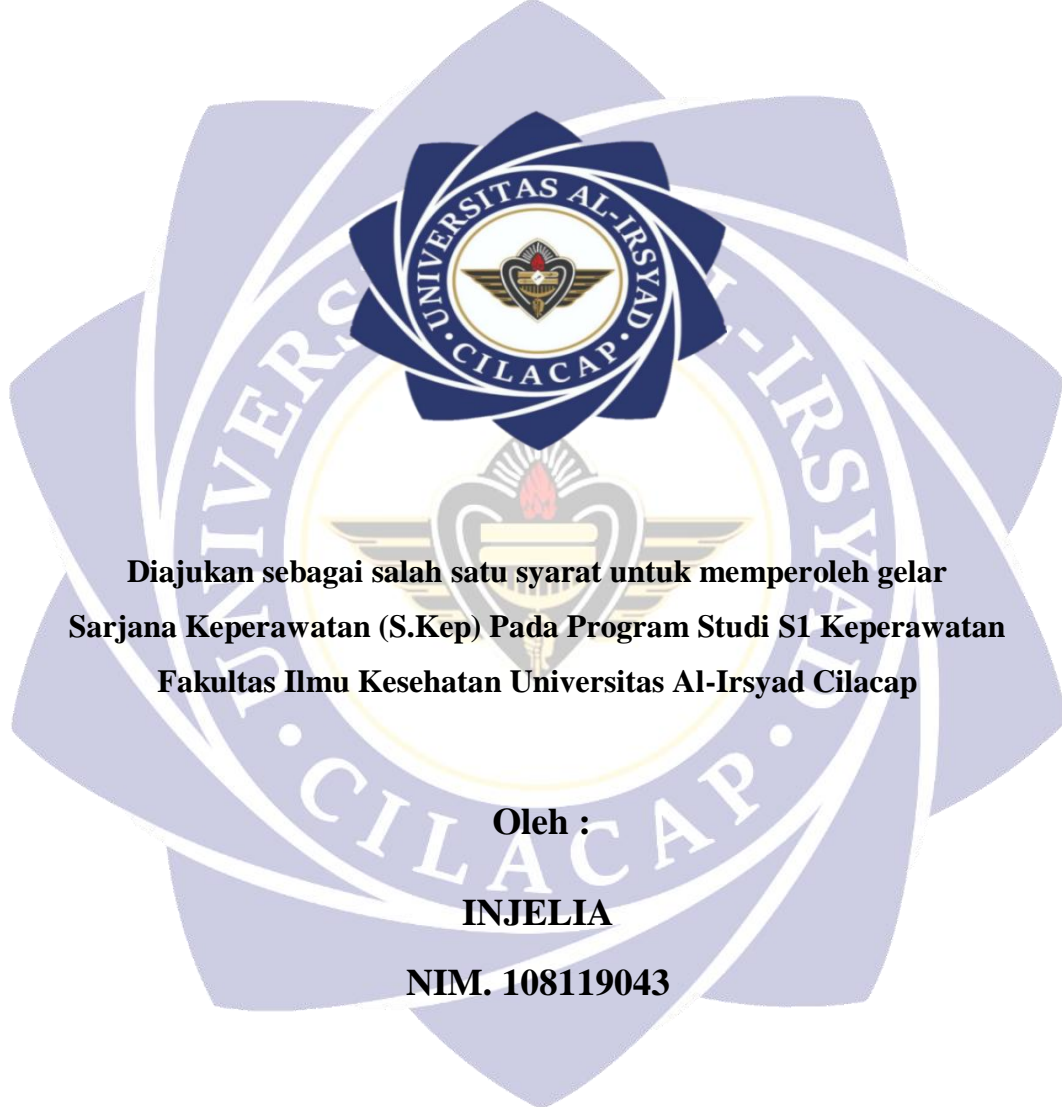 UNIVERSITAS AL-IRSYAD
• CILACAP •
Diajukan sebagai salah satu syarat untuk memperoleh gelar
Sarjana Keperawatan (S.Kep) Pada Program Studi S1 Keperawatan
Fakultas Ilmu Kesehatan Universitas Al-Irsyad Cilacap
Oleh :
INJELIA
NIM. 108119043